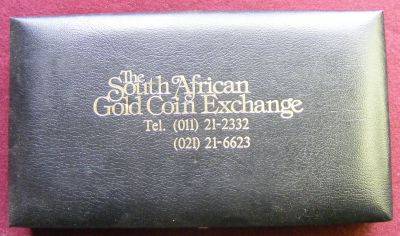 The
South African
Gold Coin Exchange
Tel. (011) 21-2332
(021) 21-6623